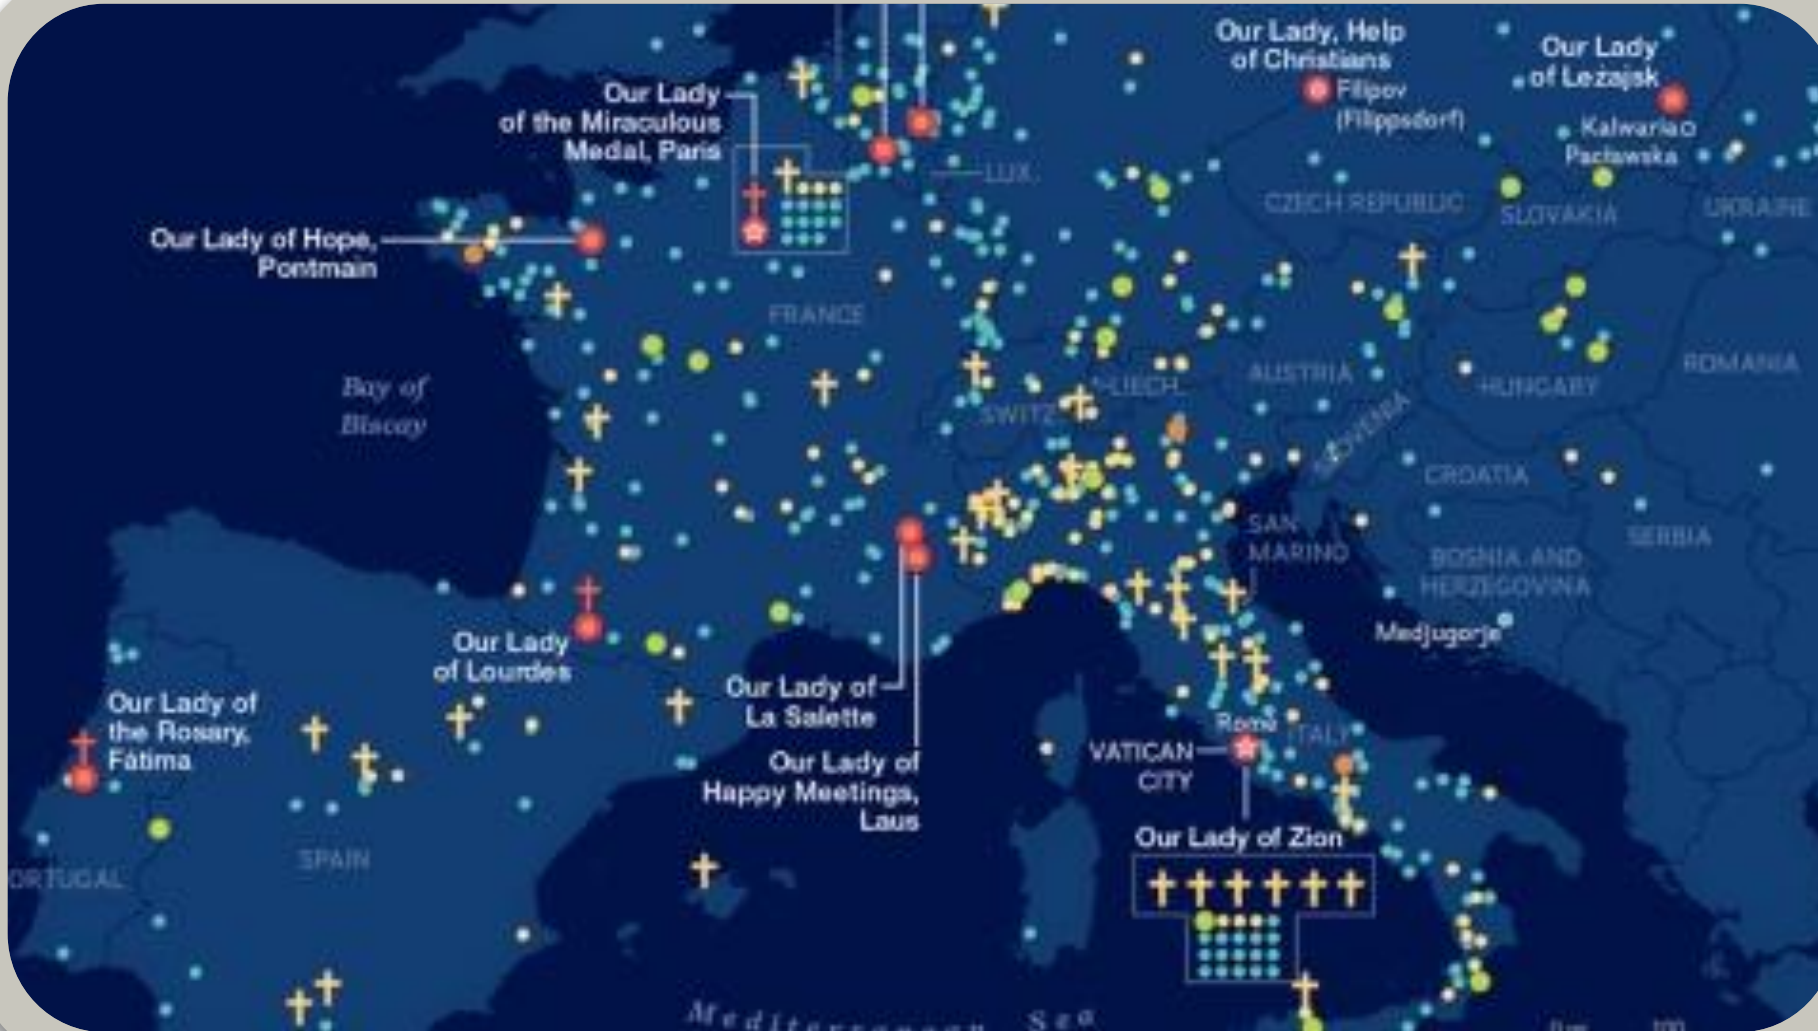 Our Lady, Help
of Christians
Filipov
(Filippsdorf)
Our Lady
of Leżajsk
Kalwaria
Pacławska
Our Lady
of the Miraculous
Medal, Paris
LUX.
CZECH REPUBLIC
SLOVAKIA
UKRAINE
Our Lady of Hope,
Pontmain
FRANCE
Bay of
Biscay
SWITZ.
LIECH.
AUSTRIA
HUNGARY
ROMANIA
SLOVENIA
CROATIA
SAN
MARINO
BOSNIA AND
HERZEGOVINA
SERBIA
Medjugorje
Our Lady
of Lourdes
Our Lady of
the Rosary,
Fátima
Our Lady of
La Salette
Our Lady of
Happy Meetings,
Laus
Rome
ITALY
VATICAN
CITY
Our Lady of Zion
ORTUGAL
SPAIN
Mediterranean Sea